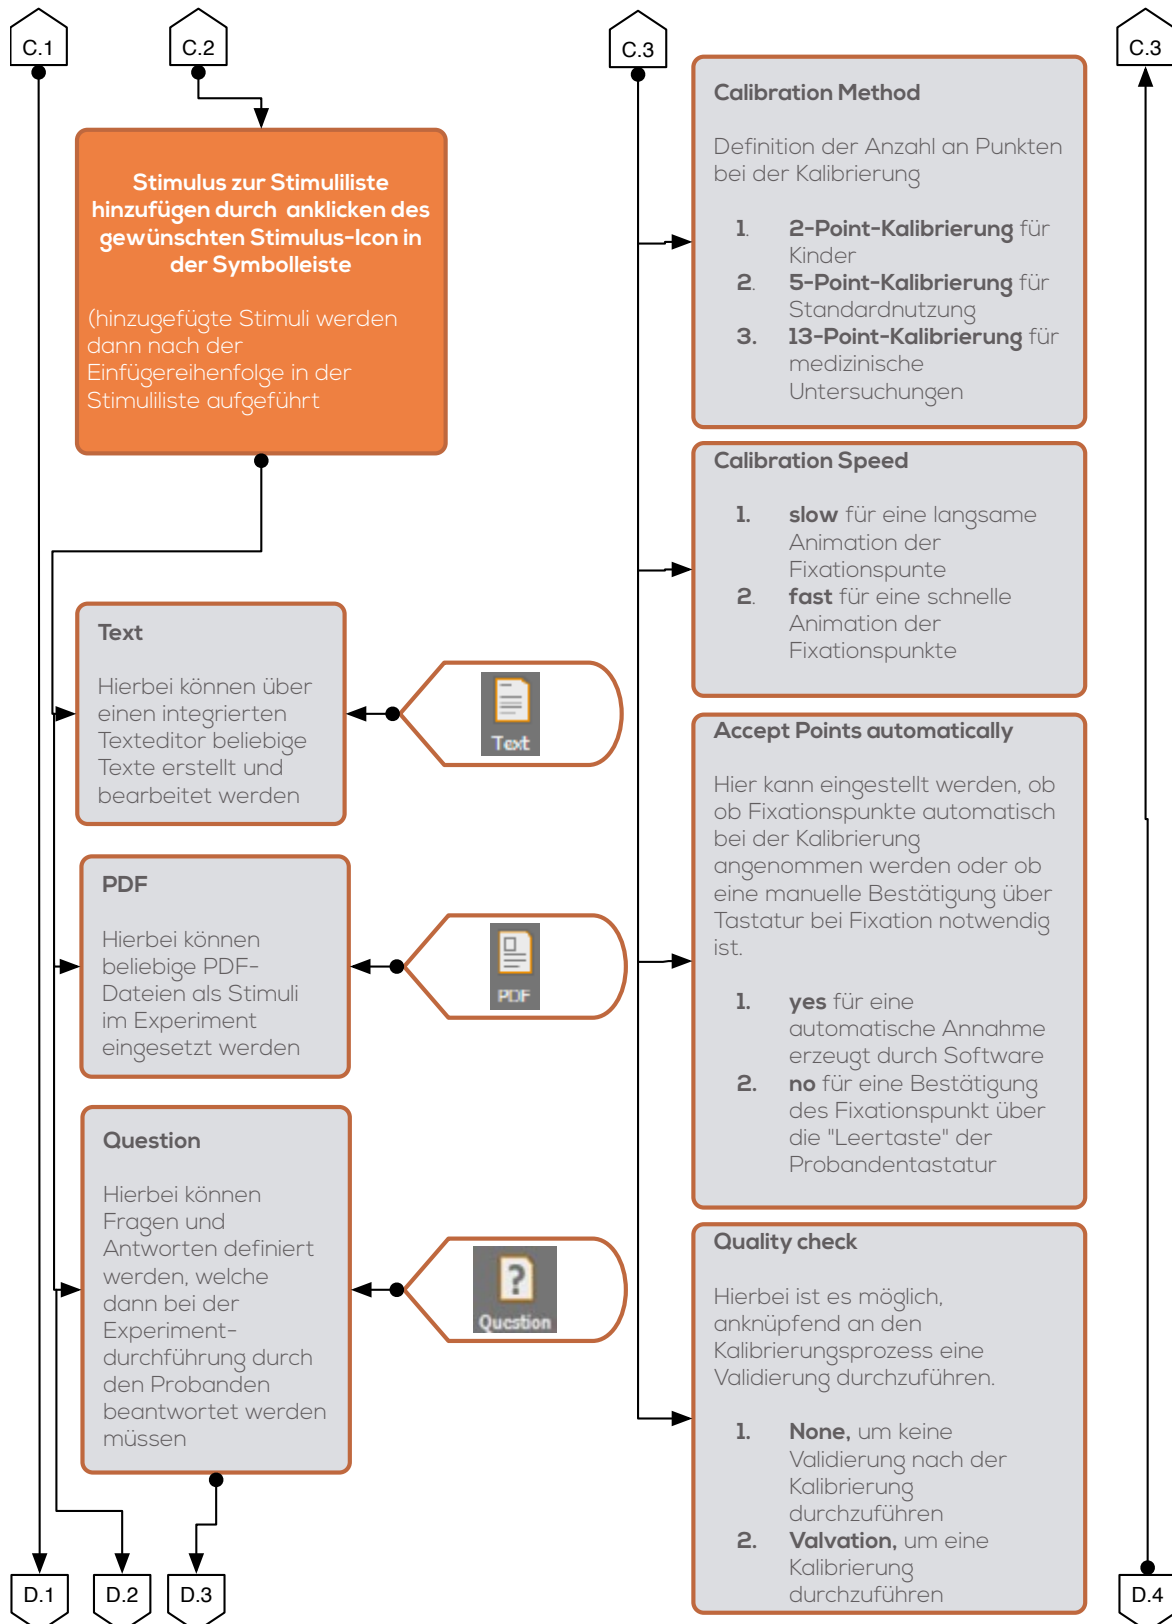 C.1
C.2
C.3
C.3
Stimulus zur Stimuliliste
hinzufügen durch anklicken des
gewünschten Stimulus-Icon in
der Symbolleiste
(hinzugefügte Stimuli werden
dann nach der
Einfügereihenfolge in der
Stimuliliste aufgeführt
Text
Hierbei können über
einen integrierten
Texteditor beliebige
Texte erstellt und
bearbeitet werden
Text
PDF
Hierbei können
beliebige PDF-
Dateien als Stimuli
im Experiment
eingesetzt werden
PDF
Question
Hierbei können
Fragen und
Antworten definiert
werden, welche
dann bei der
Experiment-
durchführung durch
den Probanden
beantwortet werden
müssen
?
Question
Calibration Method
Definition der Anzahl an Punkten
bei der Kalibrierung
1. 2-Point-Kalibrierung für
Kinder
2. 5-Point-Kalibrierung für
Standardnutzung
3. 13-Point-Kalibrierung für
medizinische
Untersuchungen
Calibration Speed
1. slow für eine langsame
Animation der
Fixationspunte
2. fast für eine schnelle
Animation der
Fixationspunkte
Accept Points automatically
Hier kann eingestellt werden, ob
ob Fixationspunkte automatisch
bei der Kalibrierung
angenommen werden oder ob
eine manuelle Bestätigung über
Tastatur bei Fixation notwendig
ist.
1. yes für eine
automatische Annahme
erzeugt durch Software
2. no für eine Bestätigung
des Fixationspunkt über
die "Leertaste" der
Probandentastatur
Quality check
Hierbei ist es möglich,
anknüpfend an den
Kalibrierungsprozess eine
Validierung durchzuführen.
1. None, um keine
Validierung nach der
Kalibrierung
durchzuführen
2. Valvation, um eine
Kalibrierung
durchzuführen
D.1
D.2
D.3
D.4